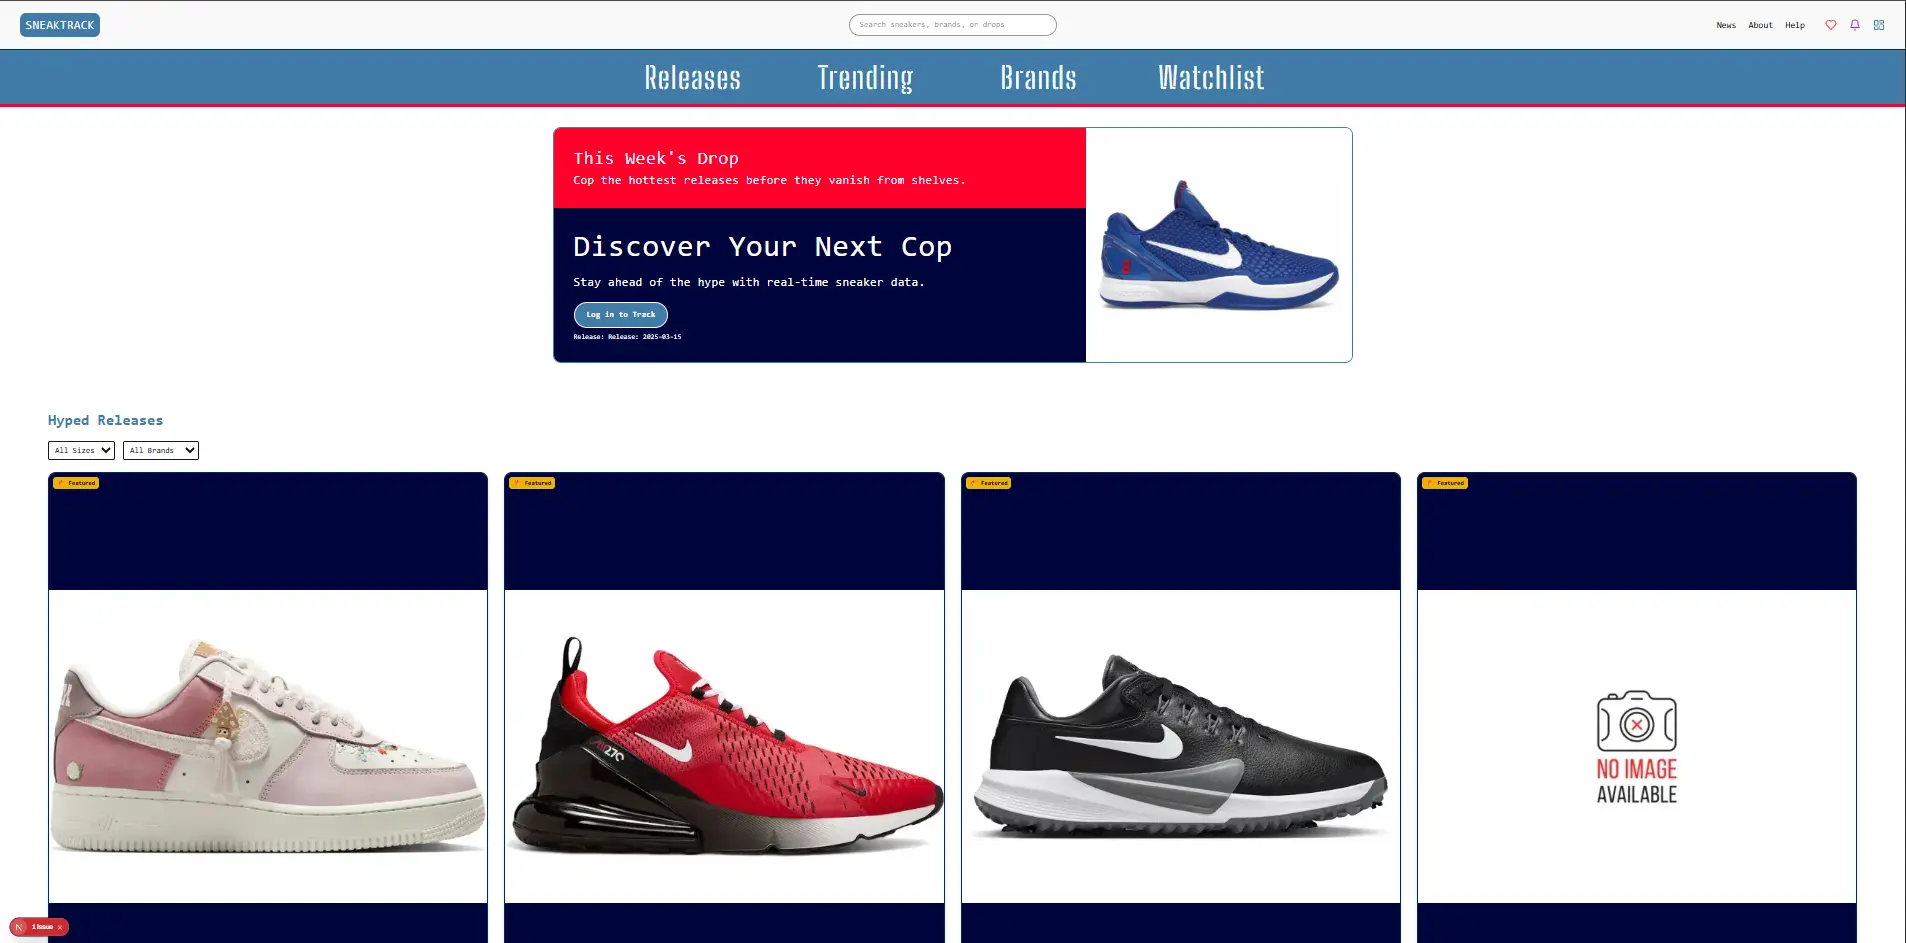 SNEAKTRACK
Search sneakers, brands, or drops
News About Help
Releases Trending Brands Watchlist
This Week's Drop
Cop the hottest releases before they vanish from shelves.
Discover Your Next Cop
Stay ahead of the hype with real-time sneaker data.
Log in to Track
Release: Release: 2025-03-15
Hyped Releases
All Sizes All Brands
Featured Featured Featured Featured
270
NO IMAGE
AVAILABLE
N 1 Issue x